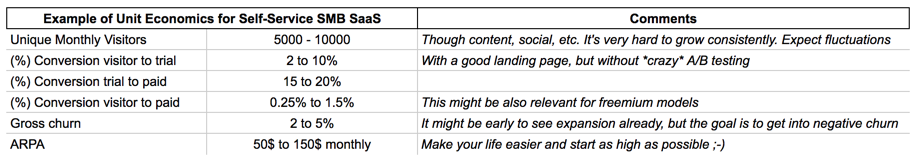 Example of Unit Economics for Self-Service SMB SaaS Comments
Unique Monthly Visitors 5000 - 10000 Though content, social, etc. It's very hard to grow consistently. Expect fluctuations
(%) Conversion visitor to trial 2 to 10% With a good landing page, but without *crazy* A/B testing
(%) Conversion trial to paid 15 to 20%
(%) Conversion visitor to paid 0.25% to 1.5% This might be also relevant for freemium models
Gross churn 2 to 5% It might be early to see expansion already, but the goal is to get into negative churn
ARPA 50$ to 150$ monthly Make your life easier and start as high as possible ;-)